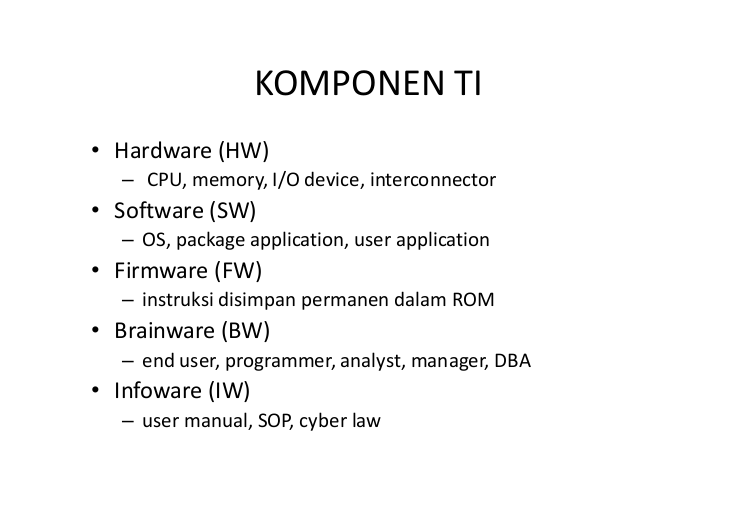 KOMPONEN TI
• Hardware (HW)
– CPU, memory, I/O device, interconnector
• Software (SW)
– OS, package application, user application
• Firmware (FW)
– instruksi disimpan permanen dalam ROM
• Brainware (BW)
– end user, programmer, analyst, manager, DBA
• Infoware (IW)
– user manual, SOP, cyber law